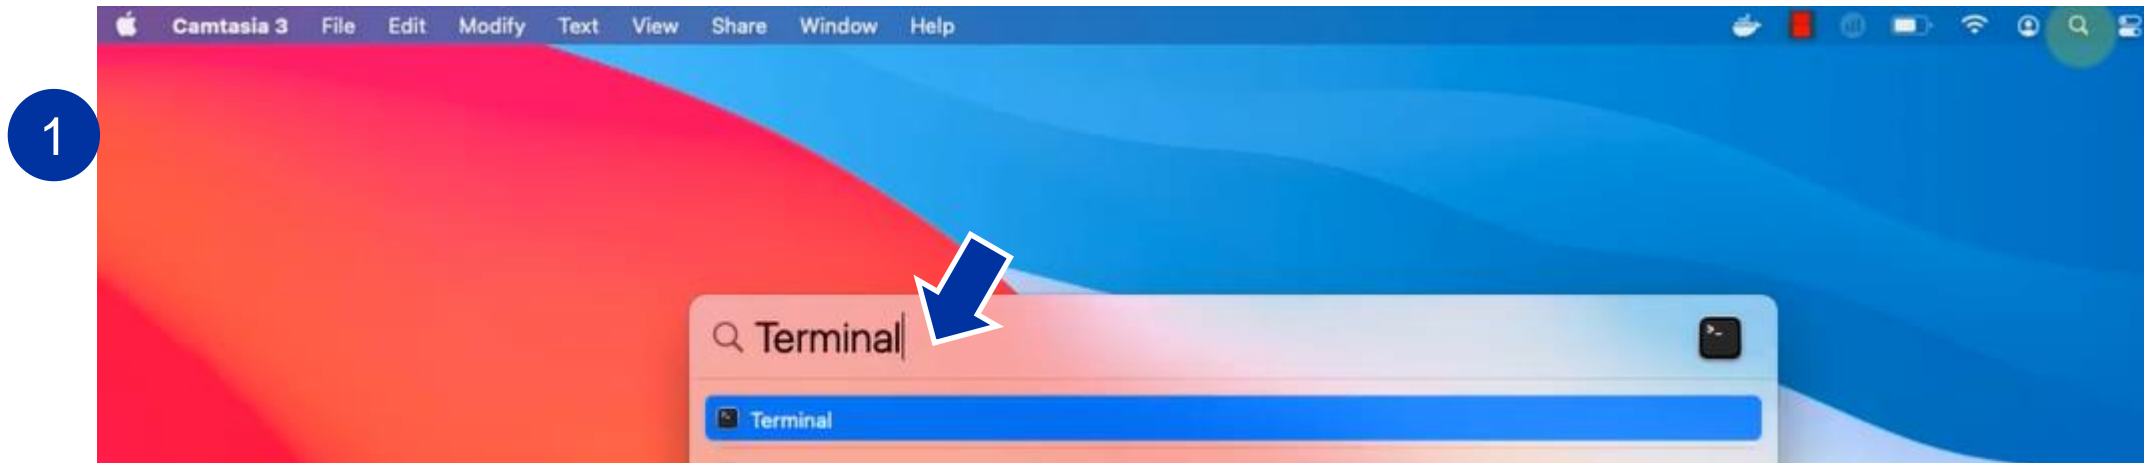 Camtasia 3 File Edit Modify Text View Share Window Help
1
Terminal
Terminal